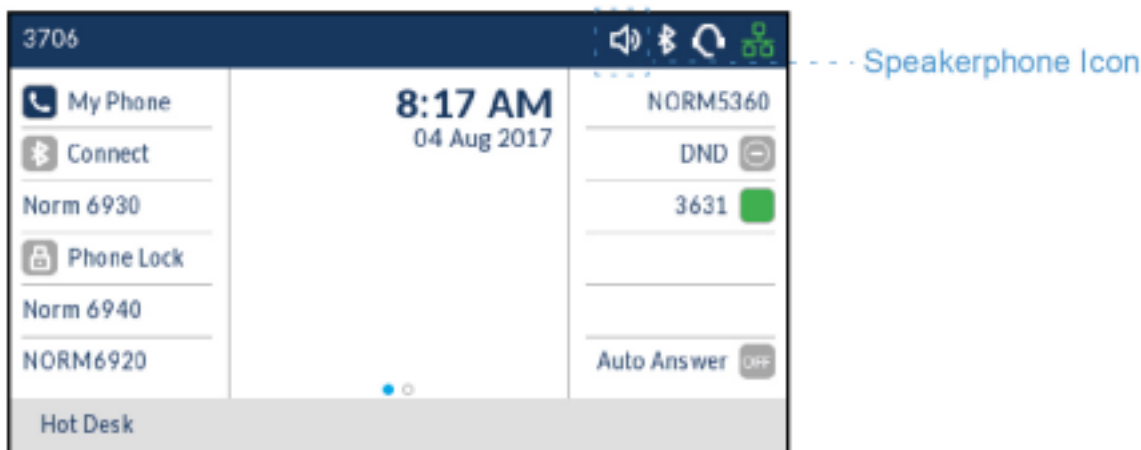 3706
Speakerphone Icon
My Phone
8:17 AM
NORM5360
Connect
04 Aug 2017
DND
Norm 6930
3631
Phone Lock
Norm 6940
NORM6920
Auto Answer OFF
Hot Desk